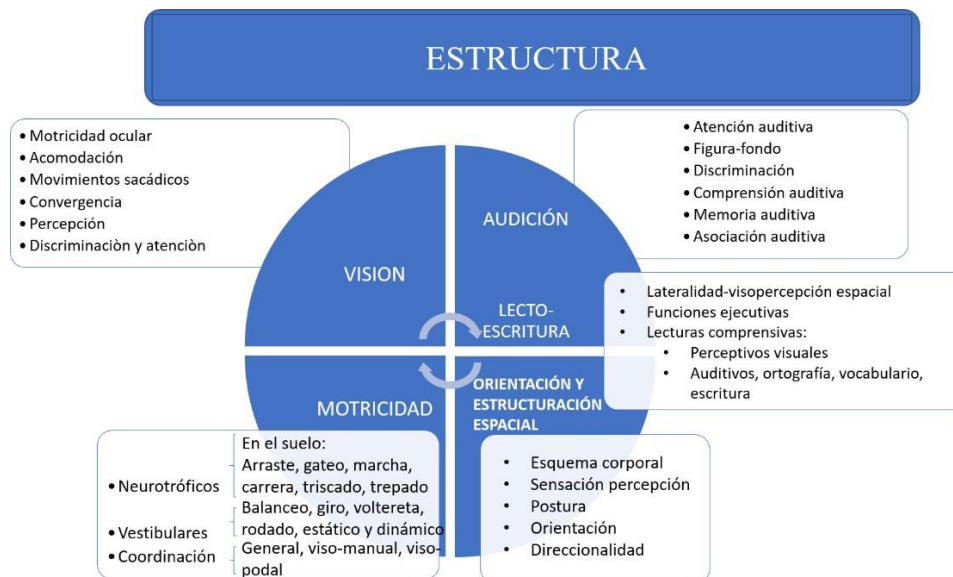 ESTRUCTURA
• Motricidad ocular
• Acomodación
• Movimientos sacádicos
• Convergencia
• Percepción
• Discriminaciòn y atenciòn
• Atención auditiva
• Figura-fondo
• Discriminación
• Comprensión auditiva
• Memoria auditiva
• Asociación auditiva
VISION
AUDICIÓN
LECTO-
ESCRITURA
• Lateralidad-visopercepción espacial
• Funciones ejecutivas
• Lecturas comprensivas:
• Perceptivos visuales
• Auditivos, ortografía, vocabulario,
escritura
MOTRICIDAD
ORIENTACIÓN Y
ESTRUCTURACIÓN
ESPACIAL
• Neurotróficos
En el suelo:
Arraste, gateo, marcha,
carrera, triscado, trepado
• Vestibulares
Balanceo, giro, voltereta,
rodado, estático y dinámico
• Coordinación
General, viso-manual, viso-
podal
• Esquema corporal
• Sensación percepción
• Postura
• Orientación
• Direccionalidad